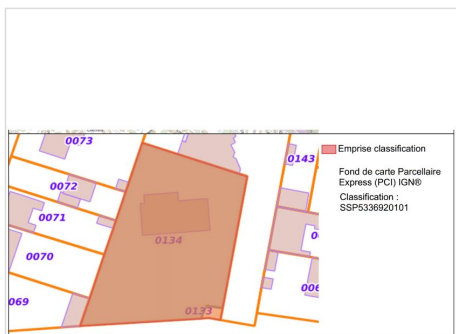 0073
0143
0072
0071
0134
0070
069
0133
Emprise classification
Fond de carte Parcellaire
Express (PCI) IGN®
Classification :
SSP5336920101